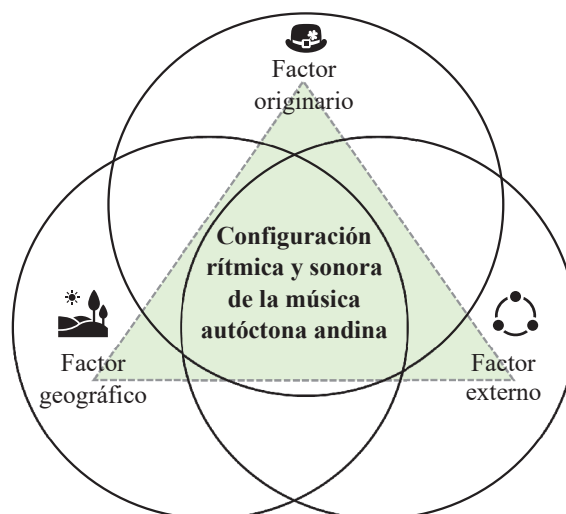 Factor
originario
Configuración
rítmica y sonora
de la música
autóctona andina
Factor
geográfico
Factor
externo